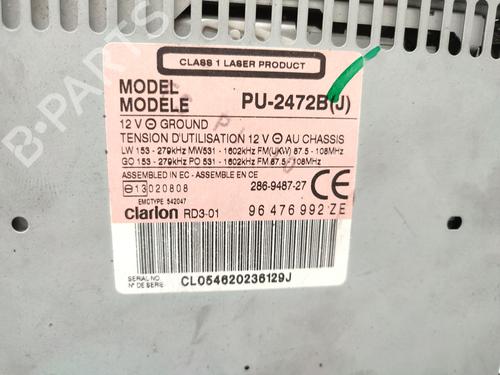 CLASS 1 LASER PRODUCT
MODEL
MODÈLE PU-2472B(J)
12 V ⊖ GROUND
TENSION D'UTILISATION 12 V ⊖ AU CHASSIS
LW 153 - 279kHz MW531 - 1602kHz FM(UKW) 87.5 - 108MHz
GO 153 - 279kHz PO 531 - 1602kHz FM.87.5 - 108MHz
ASSEMBLED IN EC - ASSEMBLE EN CE
13 020808 286-9487-27 CE
EMCTYPE 542047
Clarion RD3-01 96 476 992 ZE
SERIAL NO.
N° DE SERIE CL054620236129J
B-PARTS